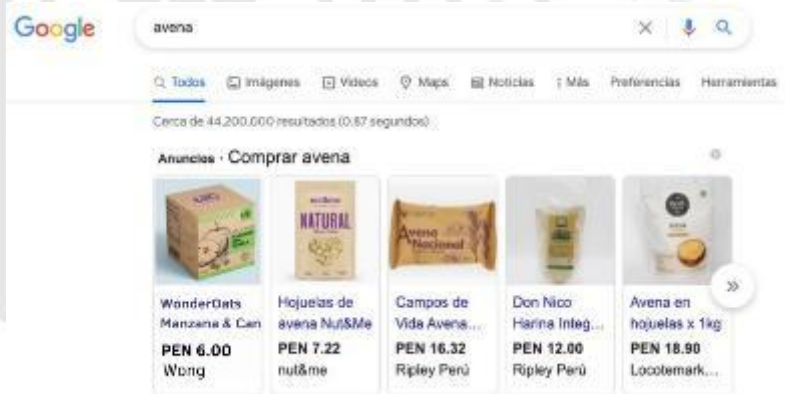 Google
avena
Todos Imágenes Videos Maps Noticias Más Preferencias Herramientas
Cerca de 44,200,000 resultados (0.87 segundos)
Anuncios · Comprar avena
NATURAL
Avena
Nacional
WonderOats
Manzana & Can
PEN 6.00
Wong
Hojuelas de
avena Nut&Me
PEN 7.22
nut&me
Campos de
Vida Avena...
PEN 16.32
Ripley Perú
Don Nico
Harina Integ...
PEN 12.00
Ripley Perú
Avena en
hojuelas x 1kg
PEN 18.90
Locotemark,...